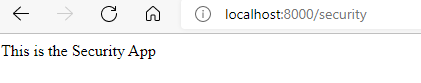 localhost:8000/security
This is the Security App